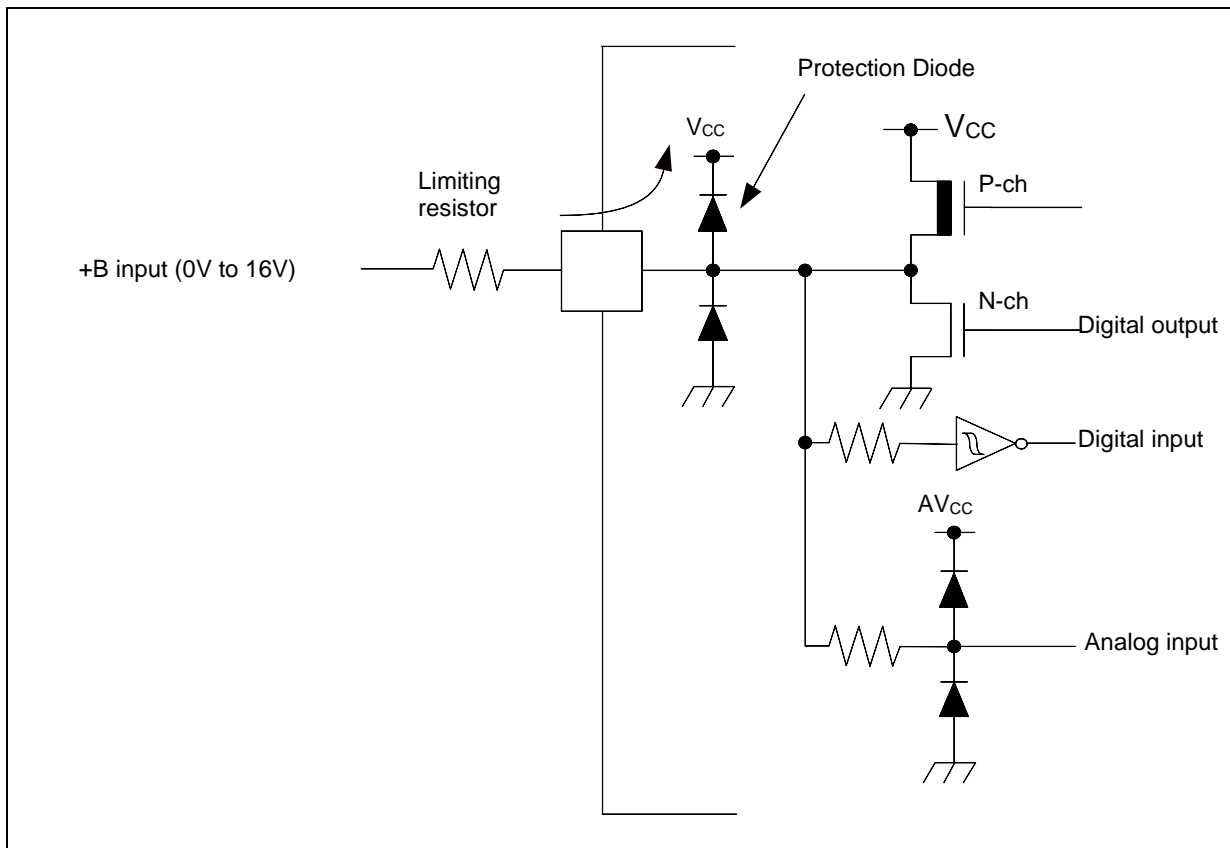 Protection Diode
VCC
VCC
Limiting
resistor
P-ch
+B input (0V to 16V)
N-ch
Digital output
Digital input
AVCC
Analog input